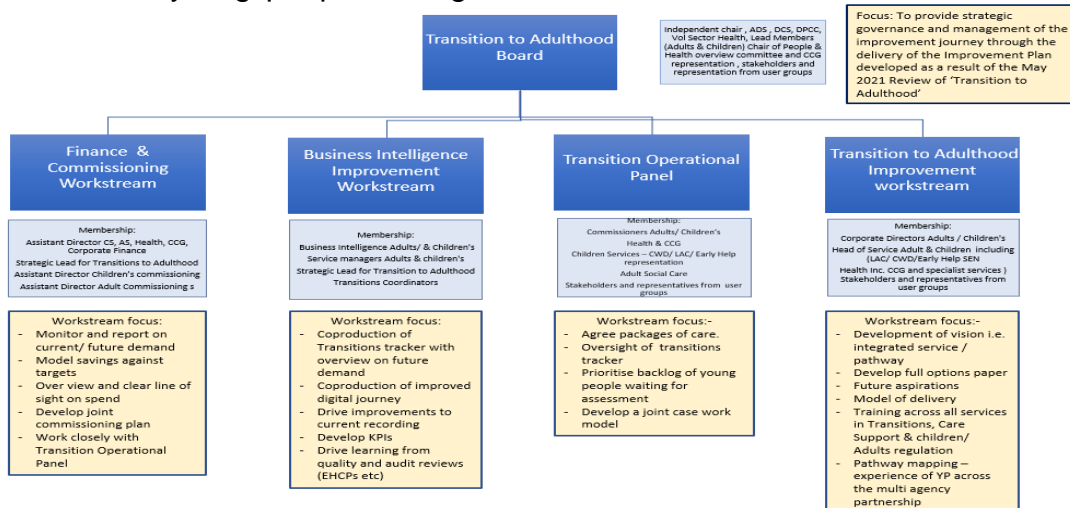 Transition to Adulthood
Board
Independent chair , ADS , DCS, DPCC,
Vol Sector Health, Lead Members
(Adults & Children) Chair of People &
Health overview committee and CCG
representation , stakeholders and
representation from user groups
Focus: To provide strategic
governance and management of the
improvement journey through the
delivery of the Improvement Plan
developed as a result of the May
2021 Review of 'Transition to
Adulthood'
Finance &
Commissioning
Workstream
Membership:
Assistant Director CS, AS, Health, CCG,
Corporate Finance
Strategic Lead for Transitions to Adulthood
Assistant Director Children's commissioning
Assistant Director Adult Commissioning s
Workstream focus:
- Monitor and report on
current/ future demand
- Model savings against
targets
- Over view and clear line of
sight on spend
- Develop joint
commissioning plan
- Work closely with
Transition Operational
Panel
Business Intelligence
Improvement
Workstream
Membership:
Business Intelligence Adults/ & Children's
Service managers Adults & children's
Strategic Lead for Transition to Adulthood
Transitions Coordinators
Workstream focus:
- Coproduction of
Transitions tracker with
overview on future
demand
- Coproduction of improved
digital journey
- Drive improvements to
current recording
- Develop KPIs
- Drive learning from
quality and audit reviews
(EHCPs etc)
Transition Operational
Panel
Membership:
Commissioners Adults/ Children's
Health & CCG
Children Services – CWD/ LAC/ Early Help
representation
Adult Social Care
Stakeholders and representatives from user
groups
Workstream focus:-
- Agree packages of care.
- Oversight of transitions
tracker
- Prioritise backlog of young
people waiting for
assessment
- Develop a joint case work
model
Transition to Adulthood
Improvement
workstream
Membership:
Corporate Directors Adults / Children's
Head of Service Adult & Children including
(LAC/ CWD/Early Help SEN
Health Inc. CCG and specialist services )
Stakeholders and representatives from
user groups
Workstream focus:-
- Development of vision i.e.
integrated service /
pathway
- Develop full options paper
- Future aspirations
- Model of delivery
- Training across all services
in Transitions, Care
Support & children/
Adults regulation
- Pathway mapping –
experience of YP across
the multi agency
partnership